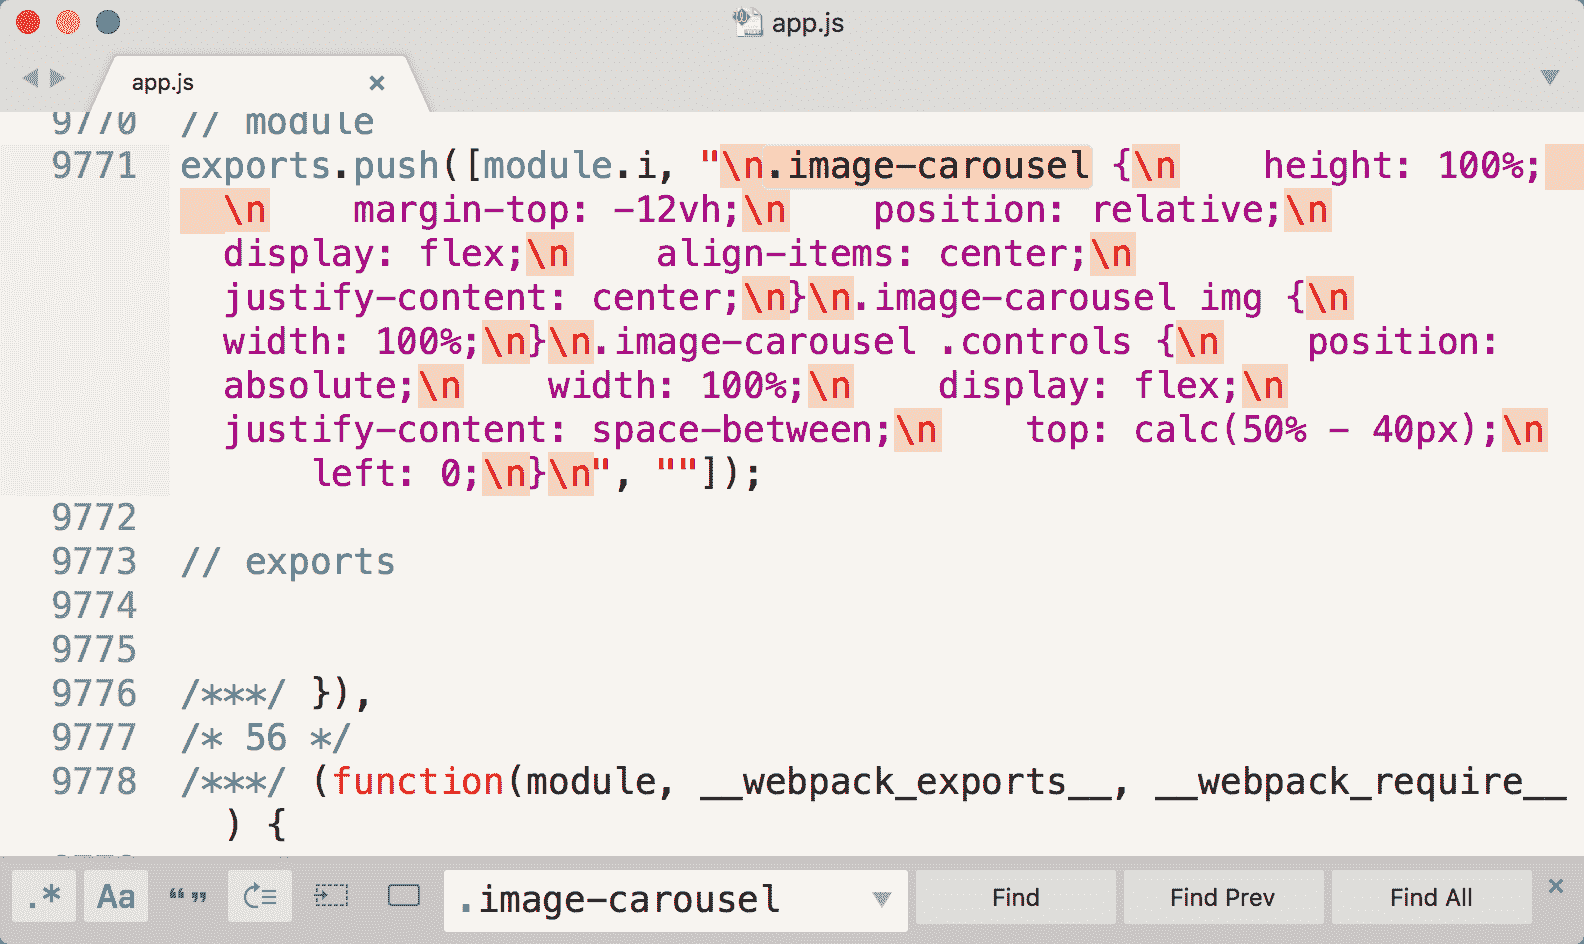 app.js
app.js ×
9770 // module
9771 exports.push([module.i, "\n.image-carousel {\n    height: 100%;
\n    margin-top: -12vh;\n    position: relative;\n
display: flex;\n    align-items: center;\n
justify-content: center;\n}\n.image-carousel img {\n
width: 100%;\n}\n.image-carousel .controls {\n    position:
absolute;\n    width: 100%;\n    display: flex;\n
justify-content: space-between;\n    top: calc(50% - 40px);\n
left: 0;\n}\n", ""]);
9772
9773 // exports
9774
9775
9776 /***/ }),
9777 /* 56 */
9778 /***/ (function(module, __webpack_exports__, __webpack_require__
) {
.* Aa “” .image-carousel Find Find Prev Find All ×